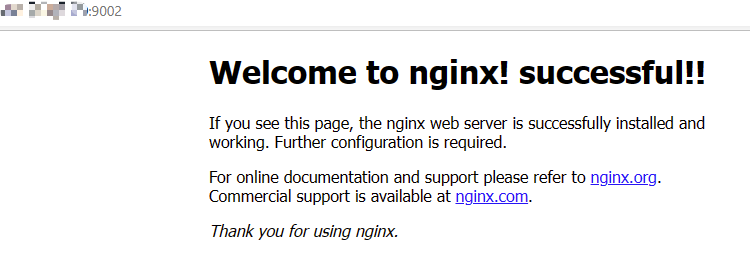 :9002
Welcome to nginx! successful!!
If you see this page, the nginx web server is successfully installed and
working. Further configuration is required.
For online documentation and support please refer to nginx.org.
Commercial support is available at nginx.com.
Thank you for using nginx.